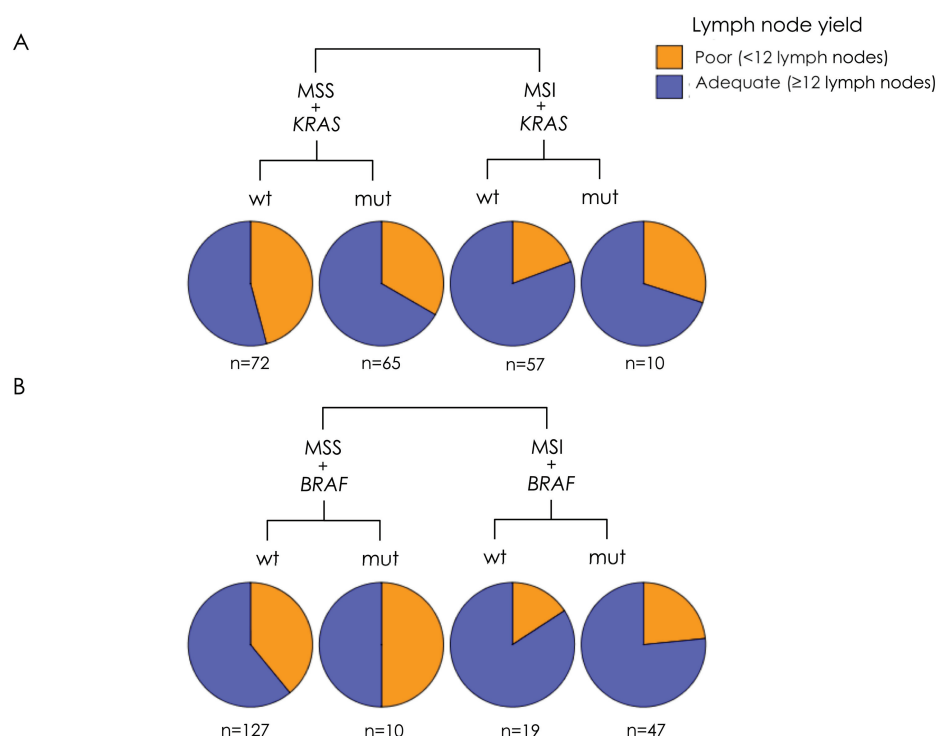 Lymph node yield
A
Poor (<12 lymph nodes)
Adequate (≥12 lymph nodes)
MSS
+
KRAS
MSI
+
KRAS
wt
mut
wt
mut
n=72
n=65
n=57
n=10
B
MSS
+
BRAF
MSI
+
BRAF
wt
mut
wt
mut
n=127
n=10
n=19
n=47